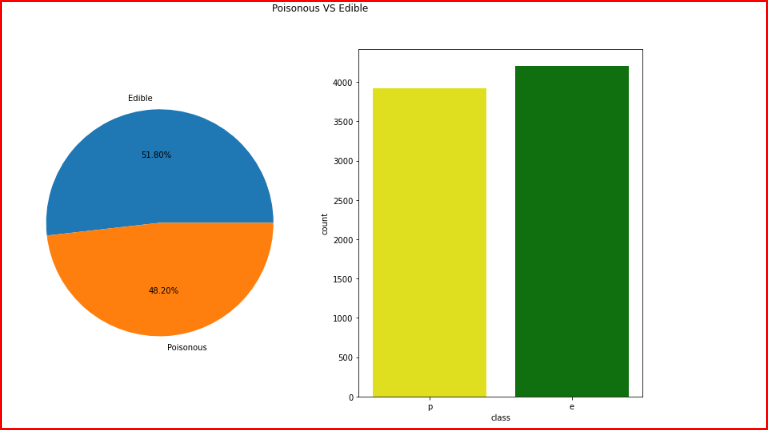 Poisonous VS Edible
Edible
51.80%
48.20%
Poisonous
4000
3500
3000
2500
2000
1500
1000
500
0
count
p
e
class